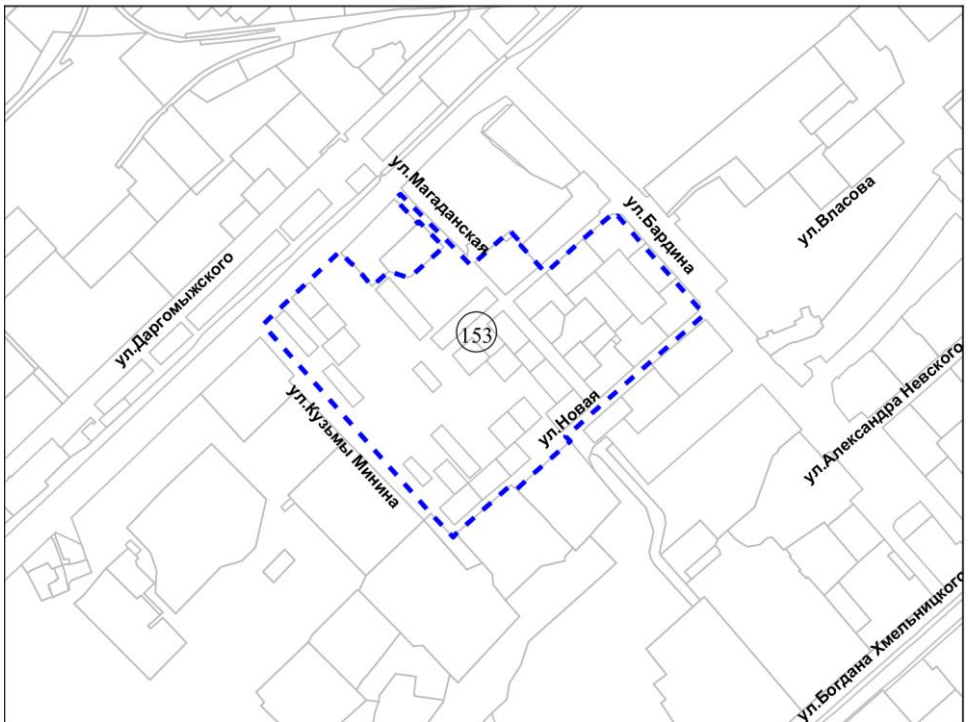 ул.Магаданская
ул.Бардина
ул.Власова
ул.Даргомыжского
153
ул.Новая
ул.Кузьмы Минина
ул.Александра Невского
ул.Богдана Хмельницкого